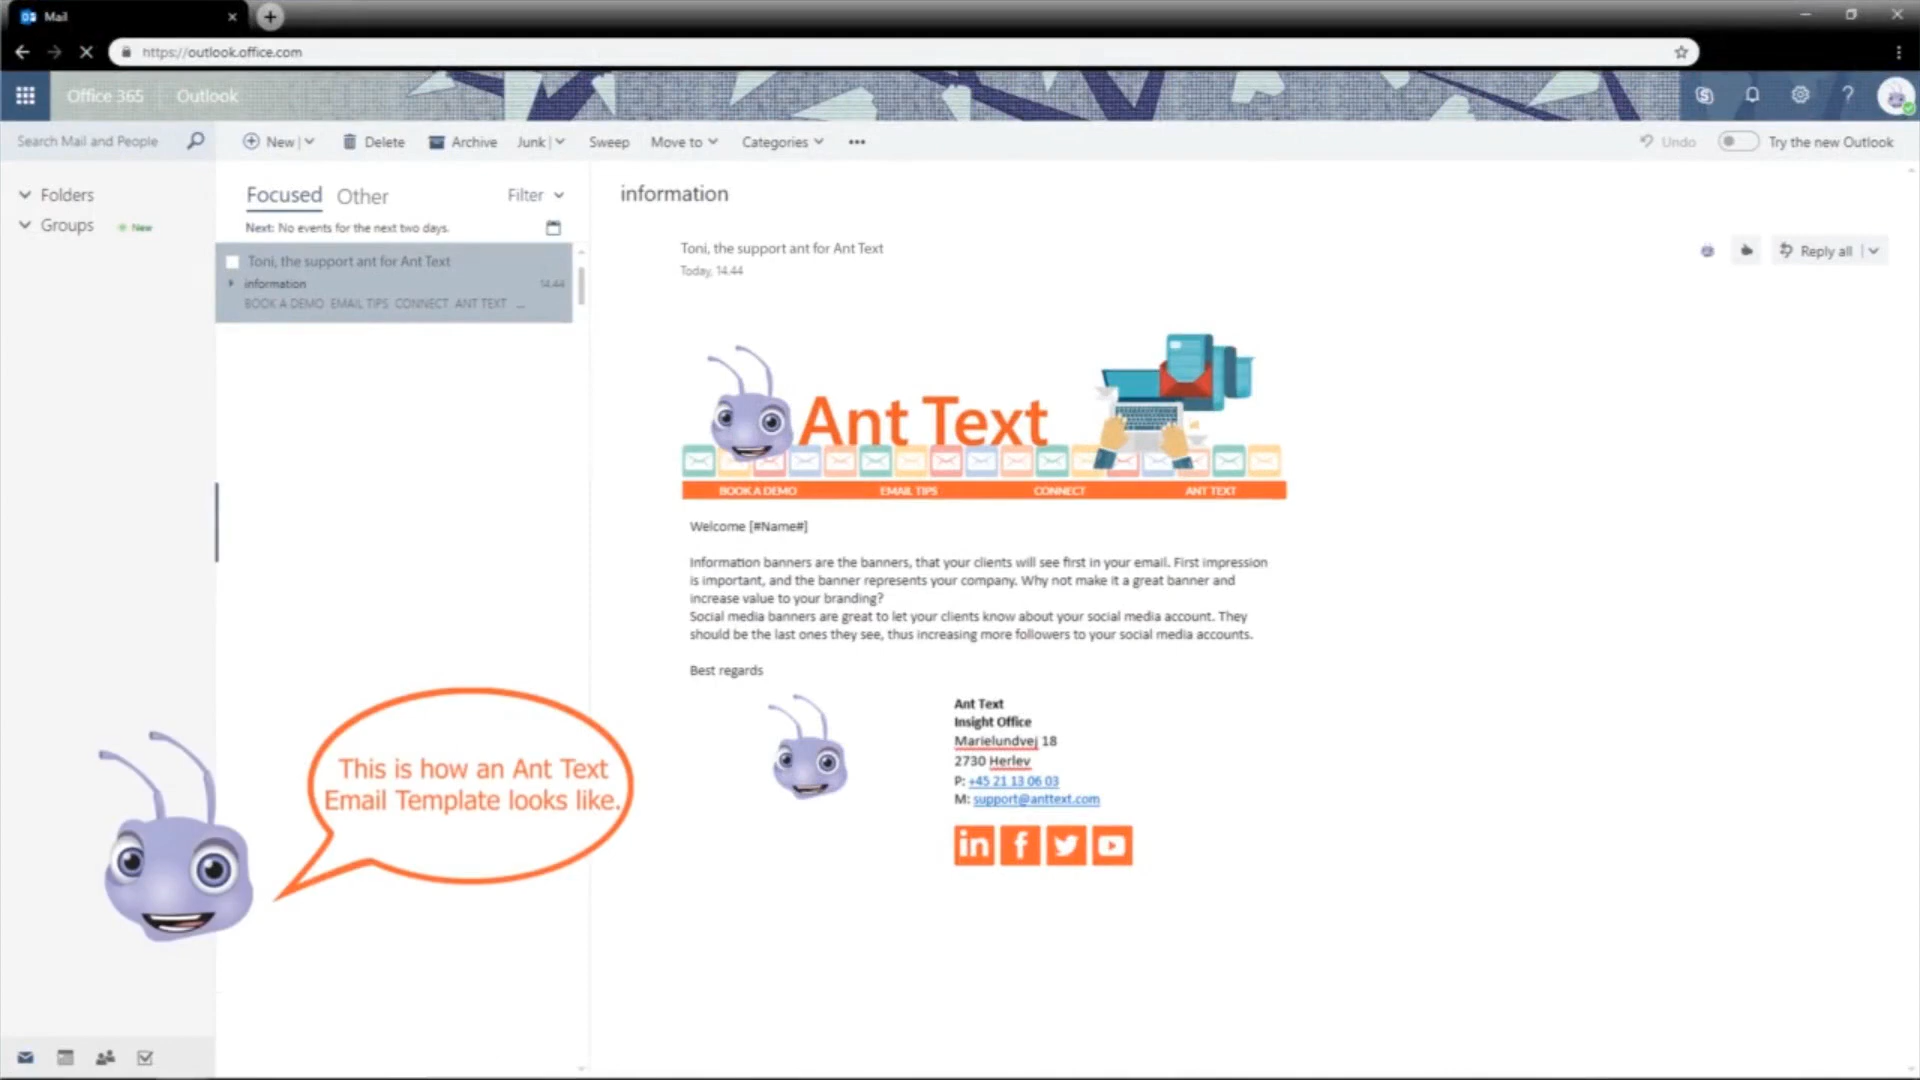 Mail
https://outlook.office.com
Office 365 Outlook
Search Mail and People
New Delete Archive Junk Sweep Move to Categories
Undo Try the new Outlook
Folders
Groups New
Focused Other Filter
Next: No events for the next two days.
Toni, the support ant for Ant Text
information 14.44
BOOK A DEMO EMAIL TIPS CONNECT ANT TEXT ...
information
Toni, the support ant for Ant Text
Today, 14.44
Reply all
Ant Text
BOOK A DEMO EMAIL TIPS CONNECT ANT TEXT
Welcome [#Name#]
Information banners are the banners, that your clients will see first in your email. First impression
is important, and the banner represents your company. Why not make it a great banner and
increase value to your branding?
Social media banners are great to let your clients know about your social media account. They
should be the last ones they see, thus increasing more followers to your social media accounts.
Best regards
Ant Text
Insight Office
Marielundvej 18
2730 Herlev
P: +45 21 13 06 03
M: support@anttext.com
This is how an Ant Text
Email Template looks like.